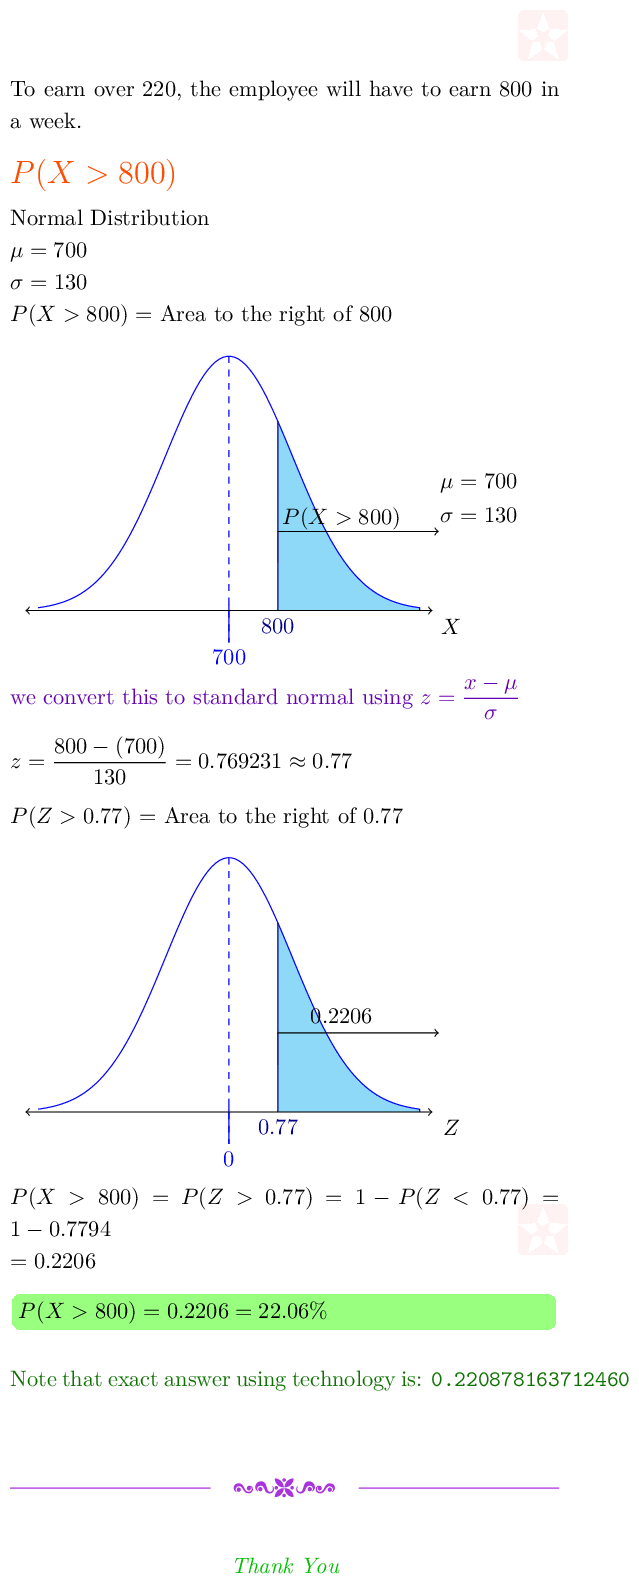 To earn over 220, the employee will have to earn 800 in
a week.
P(X > 800)
Normal Distribution
μ = 700
σ = 130
P(X > 800) = Area to the right of 800
μ = 700
P(X > 800)
σ = 130
800
X
700
we convert this to standard normal using z = \frac{x − μ}{σ}
z = \frac{800 − (700)}{130} = 0.769231 ≈ 0.77
P(Z > 0.77) = Area to the right of 0.77
0.2206
0.77
Z
0
P(X > 800) = P(Z > 0.77) = 1 − P(Z < 0.77) =
1 − 0.7794
= 0.2206
P(X > 800) = 0.2206 = 22.06%
Note that exact answer using technology is: 0.220878163712460
Thank You